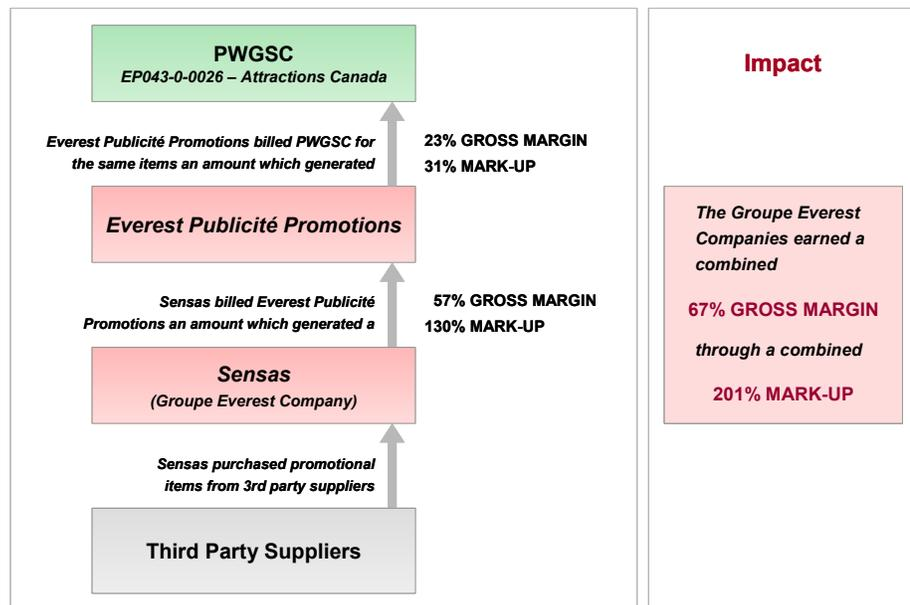 PWGSC
EP043-0-0026 – Attractions Canada
Everest Publicité Promotions billed PWGSC for
the same items an amount which generated
23% GROSS MARGIN
31% MARK-UP
Everest Publicité Promotions
Sensas billed Everest Publicité
Promotions an amount which generated a
57% GROSS MARGIN
130% MARK-UP
Sensas
(Groupe Everest Company)
Sensas purchased promotional
items from 3rd party suppliers
Third Party Suppliers
Impact
The Groupe Everest
Companies earned a
combined
67% GROSS MARGIN
through a combined
201% MARK-UP